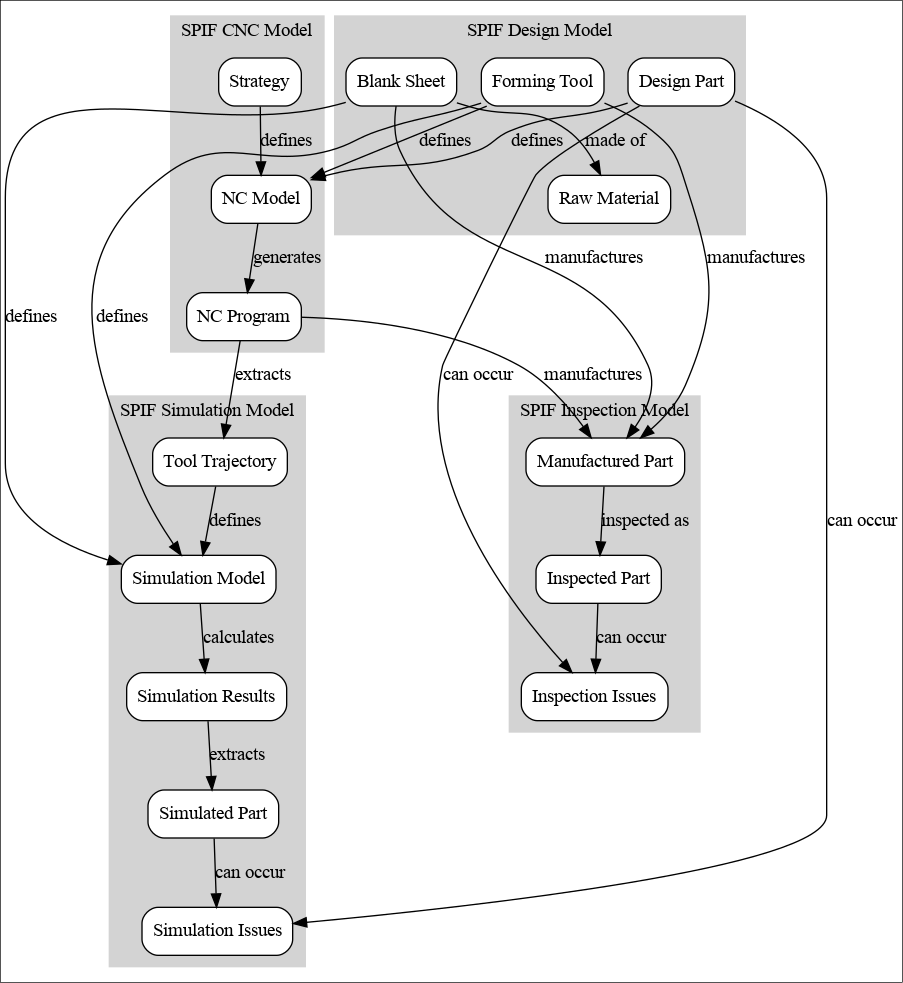 SPIF CNC Model
SPIF Design Model
Strategy
Blank Sheet
Forming Tool
Design Part
defines
defines
defines
made of
NC Model
Raw Material
generates
manufactures
manufactures
defines
defines
NC Program
extracts
can occur
manufactures
SPIF Simulation Model
SPIF Inspection Model
Tool Trajectory
Manufactured Part
defines
inspected as
can occur
Simulation Model
Inspected Part
calculates
can occur
Simulation Results
Inspection Issues
extracts
Simulated Part
can occur
Simulation Issues